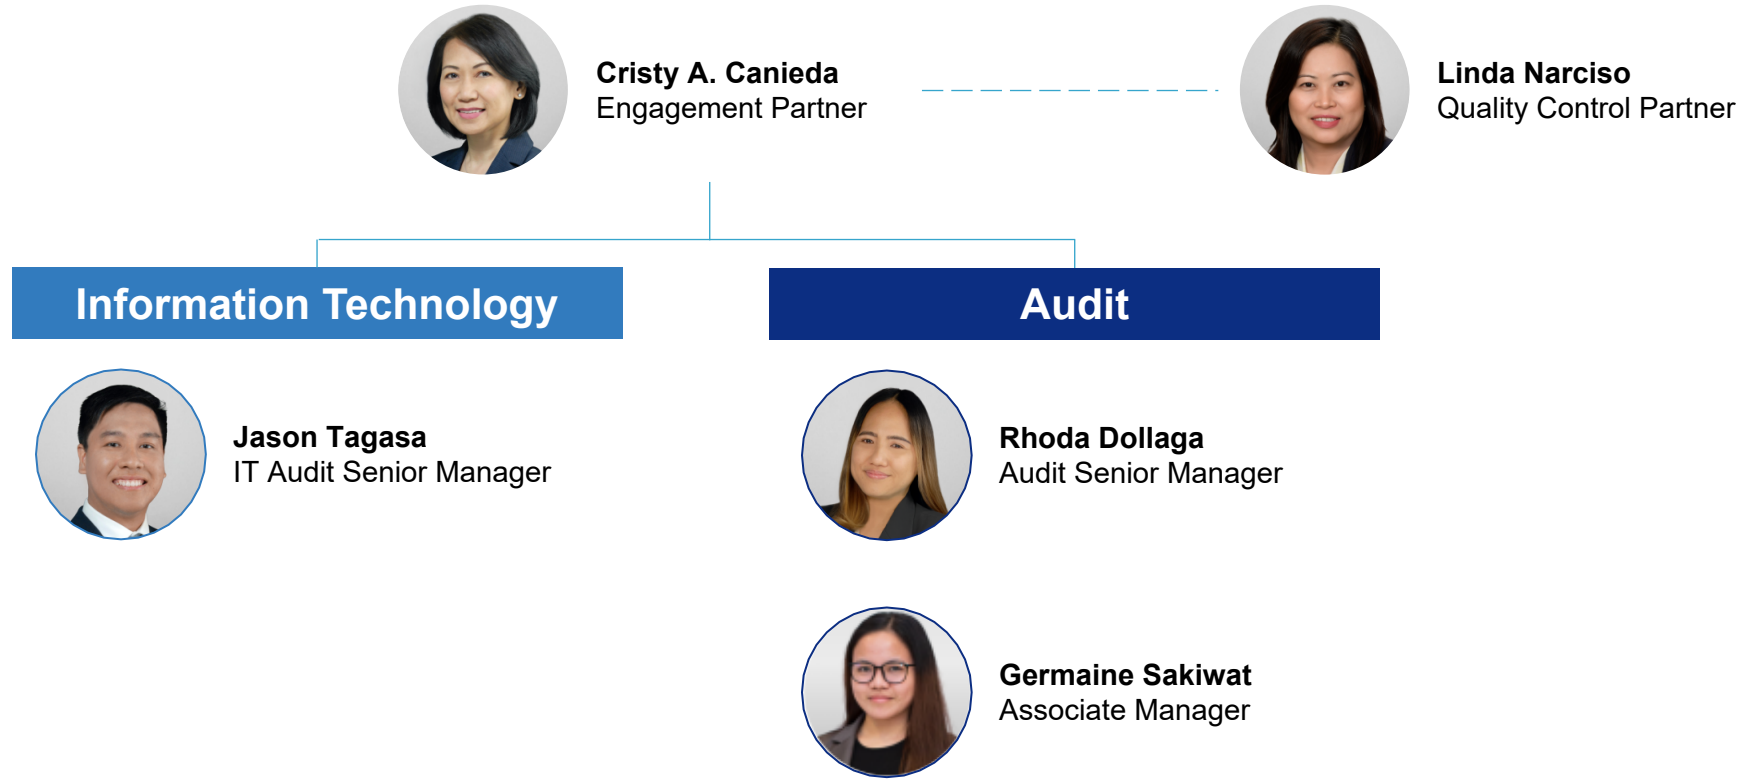 Cristy A. Canieda
Engagement Partner
Linda Narciso
Quality Control Partner
Information Technology
Audit
Jason Tagasa
IT Audit Senior Manager
Rhoda Dollaga
Audit Senior Manager
Germaine Sakiwat
Associate Manager